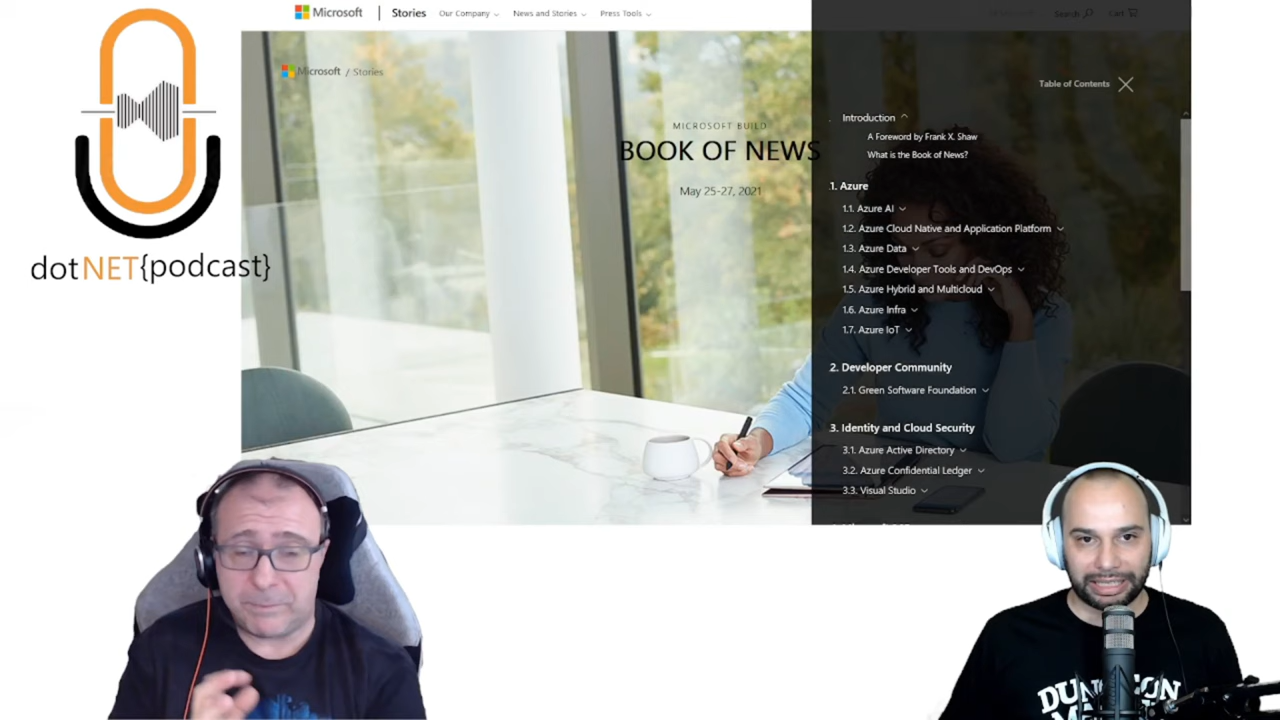 Microsoft | Stories Our Company News and Stories Press Tools Search Cart
Microsoft / Stories
Table of Contents
MICROSOFT BUILD
BOOK OF NEWS
May 25-27, 2021
Introduction
A Foreword by Frank X. Shaw
What is the Book of News?
1. Azure
1.1. Azure AI
1.2. Azure Cloud Native and Application Platform
1.3. Azure Data
1.4. Azure Developer Tools and DevOps
1.5. Azure Hybrid and Multicloud
1.6. Azure Infra
1.7. Azure IoT
2. Developer Community
2.1. Green Software Foundation
3. Identity and Cloud Security
3.1. Azure Active Directory
3.2. Azure Confidential Ledger
3.3. Visual Studio
dotNET{podcast}